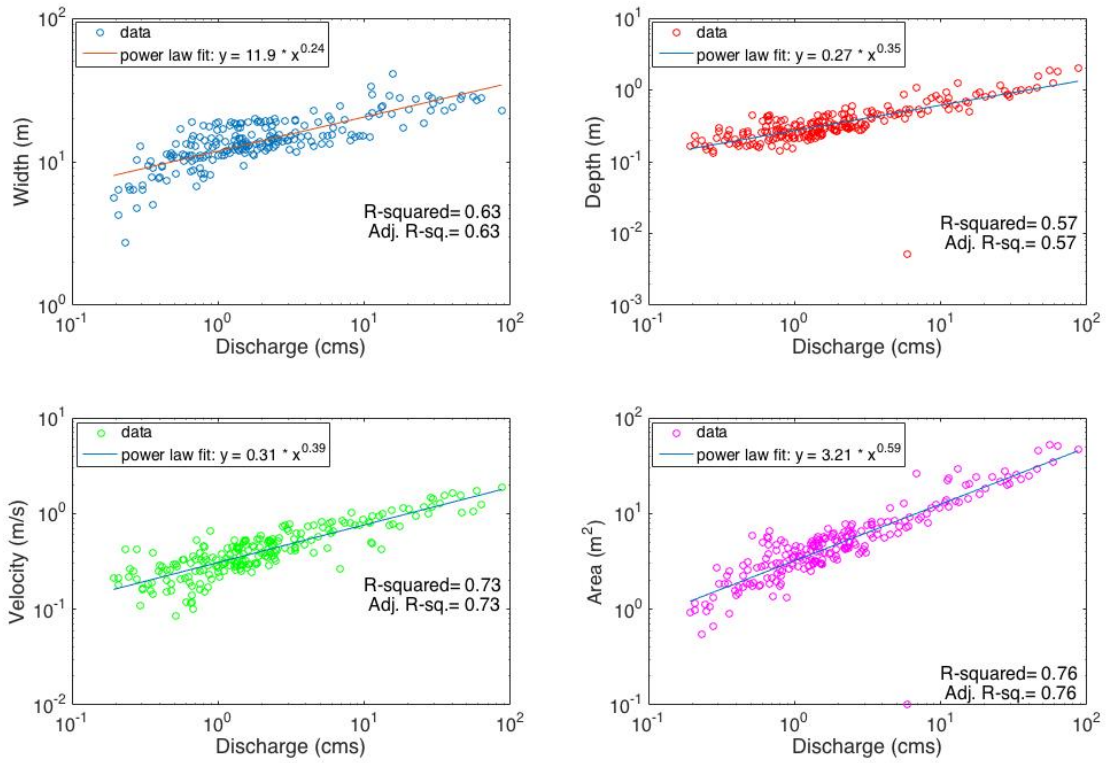 data
power law fit: y = 11.9 * x^0.24
Width (m)
10^2
10^1
10^0
R-squared= 0.63
Adj. R-sq.= 0.63
10^-1
10^0
10^1
10^2
Discharge (cms)
data
power law fit: y = 0.27 * x^0.35
Depth (m)
10^1
10^0
10^-1
10^-2
10^-3
R-squared= 0.57
Adj. R-sq.= 0.57
10^-1
10^0
10^1
10^2
Discharge (cms)
data
power law fit: y = 0.31 * x^0.39
Velocity (m/s)
10^1
10^0
10^-1
10^-2
R-squared= 0.73
Adj. R-sq.= 0.73
10^-1
10^0
10^1
10^2
Discharge (cms)
data
power law fit: y = 3.21 * x^0.59
Area (m^2)
10^2
10^1
10^0
10^-1
R-squared= 0.76
Adj. R-sq.= 0.76
10^-1
10^0
10^1
10^2
Discharge (cms)